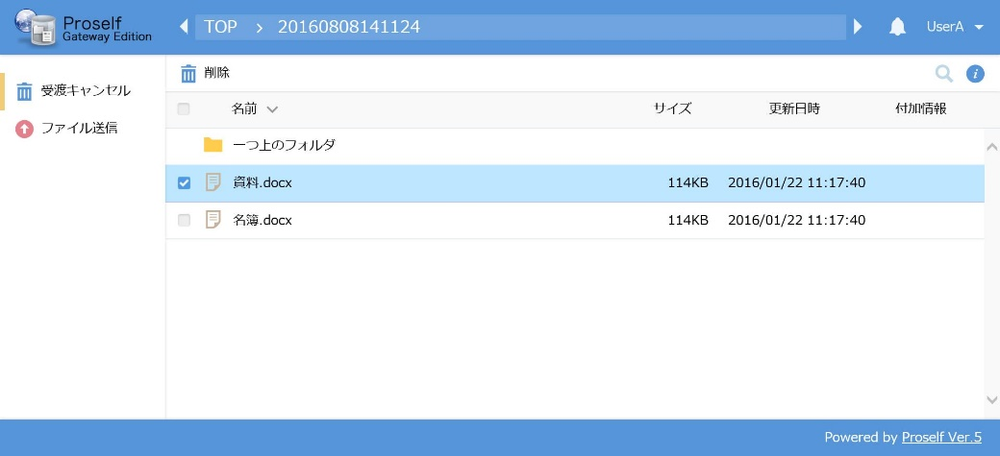 Proself
Gateway Edition
TOP > 20160808141124
UserA
受渡キャンセル
ファイル送信
削除
名前 サイズ 更新日時 付加情報
一つ上のフォルダ
資料.docx 114KB 2016/01/22 11:17:40
名簿.docx 114KB 2016/01/22 11:17:40
Powered by Proself Ver.5